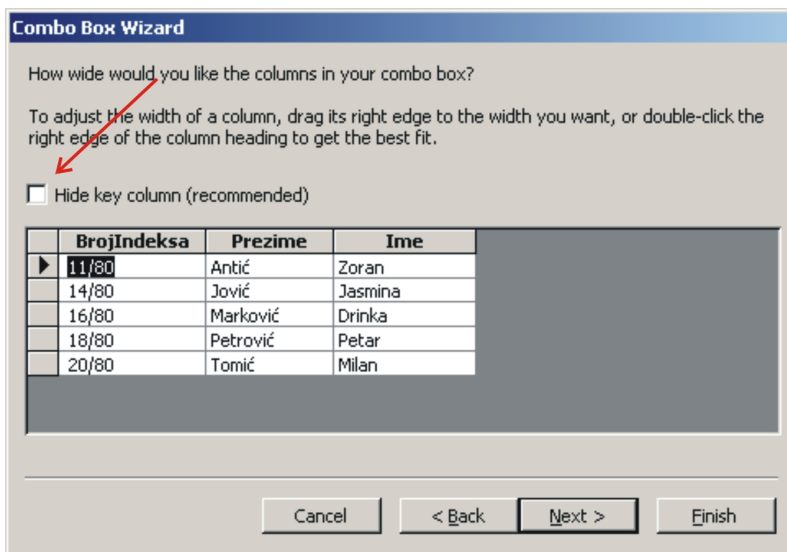 Combo Box Wizard
How wide would you like the columns in your combo box?
To adjust the width of a column, drag its right edge to the width you want, or double-click the
right edge of the column heading to get the best fit.
Hide key column (recommended)
BrojIndeksa Prezime Ime
11/80 Antić Zoran
14/80 Jović Jasmina
16/80 Marković Drinka
18/80 Petrović Petar
20/80 Tomić Milan
Cancel < Back Next > Finish